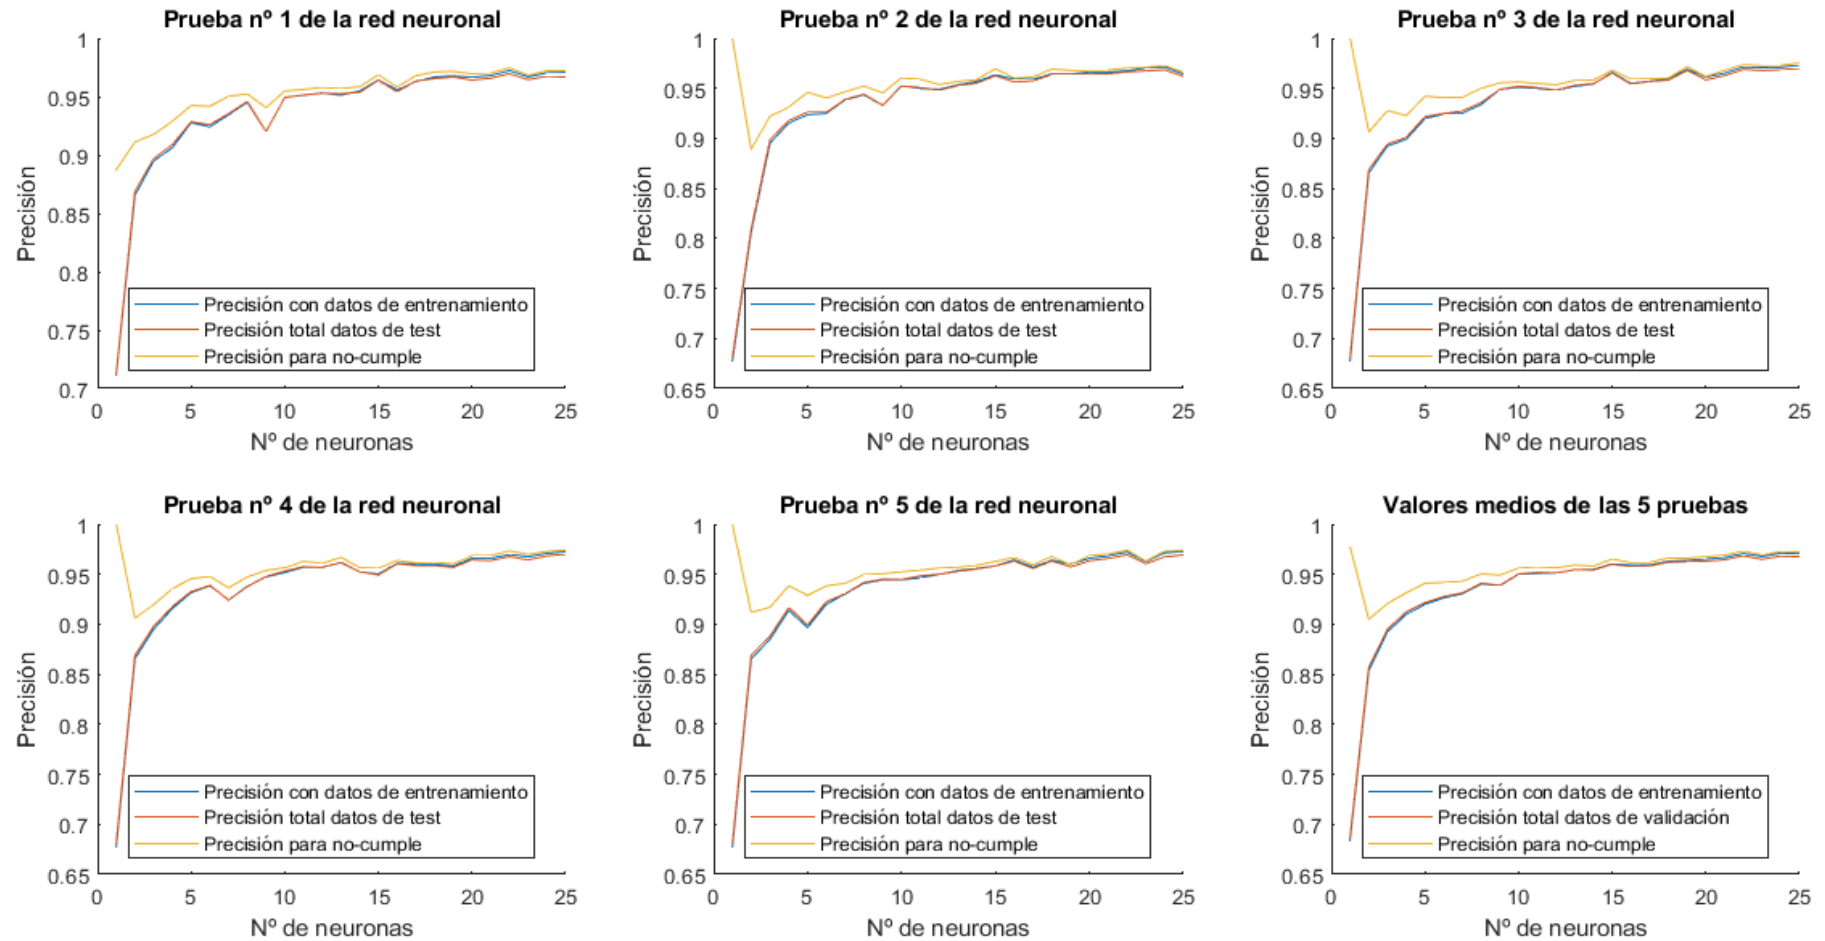 Prueba nº 1 de la red neuronal
1
0.95
0.9
0.85
0.8
0.75
0.7
Precisión
Precisión con datos de entrenamiento
Precisión total datos de test
Precisión para no-cumple
0 5 10 15 20 25
Nº de neuronas
Prueba nº 2 de la red neuronal
1
0.95
0.9
0.85
0.8
0.75
0.7
0.65
Precisión
Precisión con datos de entrenamiento
Precisión total datos de test
Precisión para no-cumple
0 5 10 15 20 25
Nº de neuronas
Prueba nº 3 de la red neuronal
1
0.95
0.9
0.85
0.8
0.75
0.7
0.65
Precisión
Precisión con datos de entrenamiento
Precisión total datos de test
Precisión para no-cumple
0 5 10 15 20 25
Nº de neuronas
Prueba nº 4 de la red neuronal
1
0.95
0.9
0.85
0.8
0.75
0.7
0.65
Precisión
Precisión con datos de entrenamiento
Precisión total datos de test
Precisión para no-cumple
0 5 10 15 20 25
Nº de neuronas
Prueba nº 5 de la red neuronal
1
0.95
0.9
0.85
0.8
0.75
0.7
0.65
Precisión
Precisión con datos de entrenamiento
Precisión total datos de test
Precisión para no-cumple
0 5 10 15 20 25
Nº de neuronas
Valores medios de las 5 pruebas
1
0.95
0.9
0.85
0.8
0.75
0.7
0.65
Precisión
Precisión con datos de entrenamiento
Precisión total datos de validación
Precisión para no-cumple
0 5 10 15 20 25
Nº de neuronas